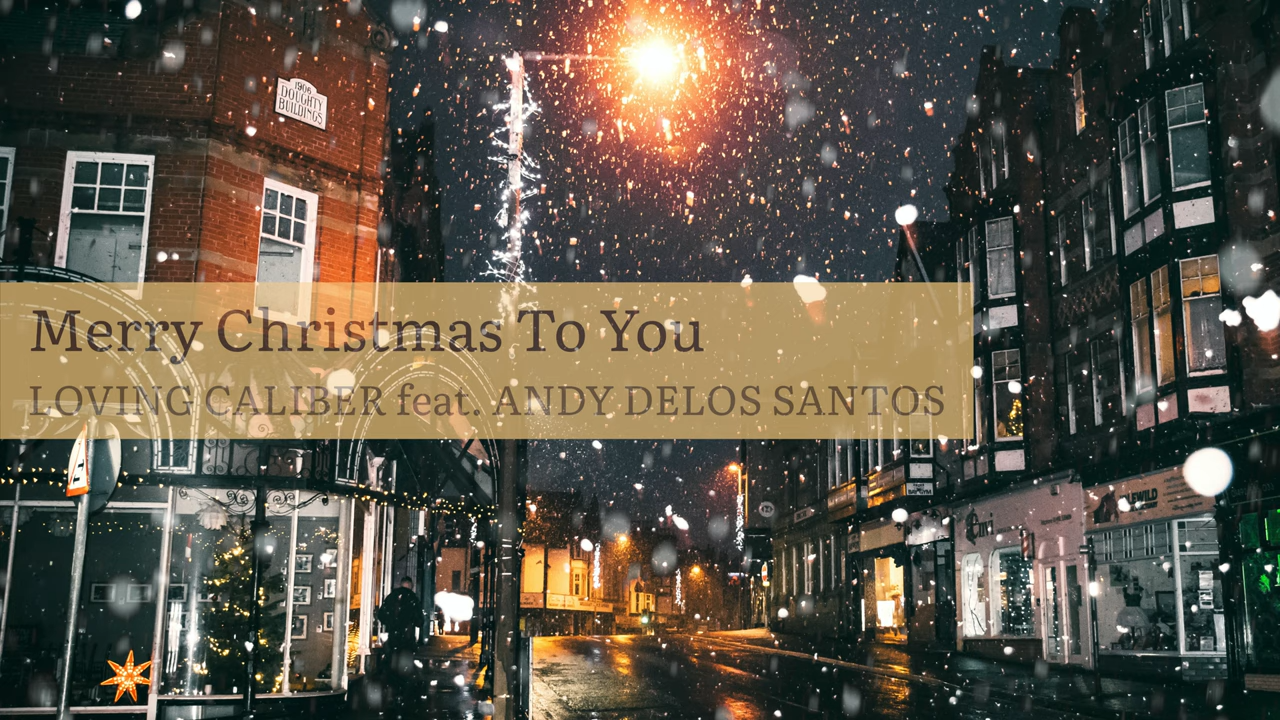 1906
DOUGHTY
BUILDINGS
Merry Christmas To You
LOVING CALIBER feat. ANDY DELOS SANTOS